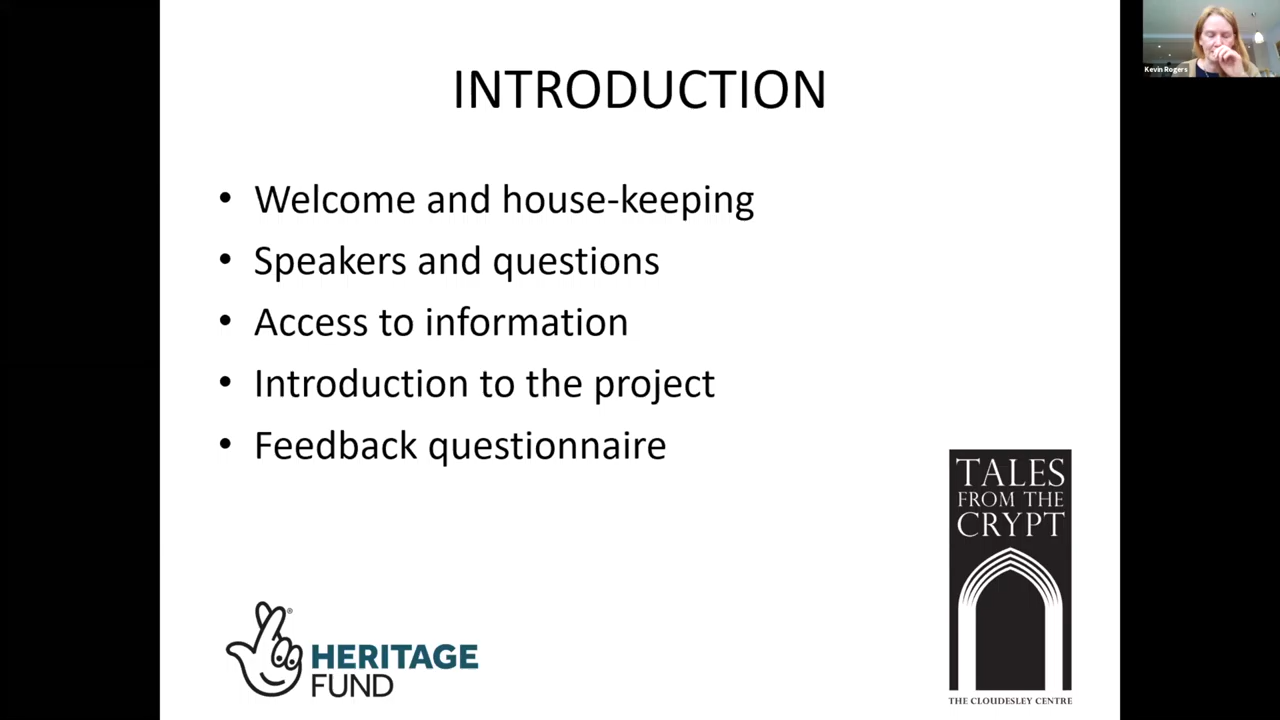 INTRODUCTION
Kevin Rogers
• Welcome and house-keeping
• Speakers and questions
• Access to information
• Introduction to the project
• Feedback questionnaire
TALES
FROM THE
CRYPT
THE CLOUDESLEY CENTRE
HERITAGE
FUND